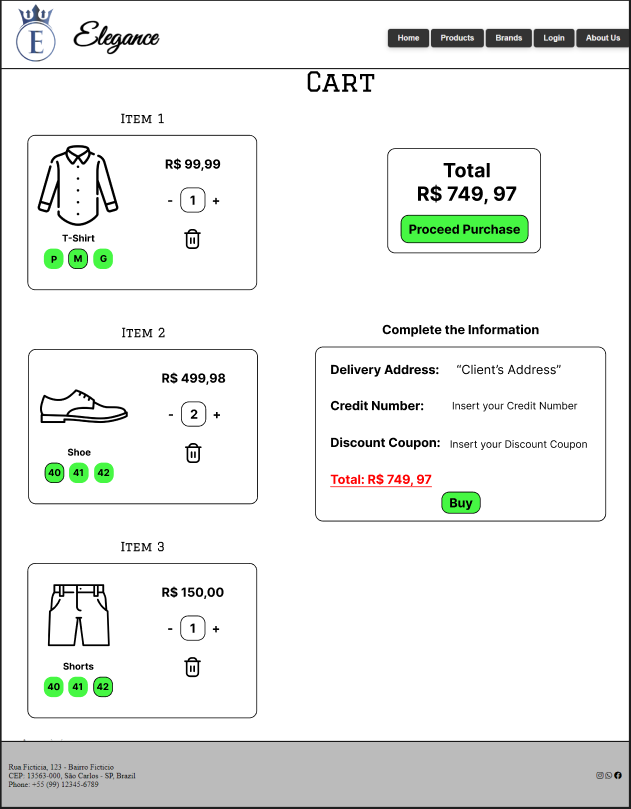 E
Elegance
Home Products Brands Login About Us
Cart
Item 1
R$ 99,99
- 1 +
T-Shirt
P M G
Total
R$ 749, 97
Proceed Purchase
Item 2
R$ 499,98
- 2 +
Shoe
40 41 42
Complete the Information
Delivery Address: “Client’s Address”
Credit Number: Insert your Credit Number
Discount Coupon: Insert your Discount Coupon
Total: R$ 749, 97
Buy
Item 3
R$ 150,00
- 1 +
Shorts
40 41 42
Rua Ficticia, 123 - Bairro Ficticio
CEP: 13563-000, São Carlos - SP, Brazil
Phone: +55 (99) 12345-6789